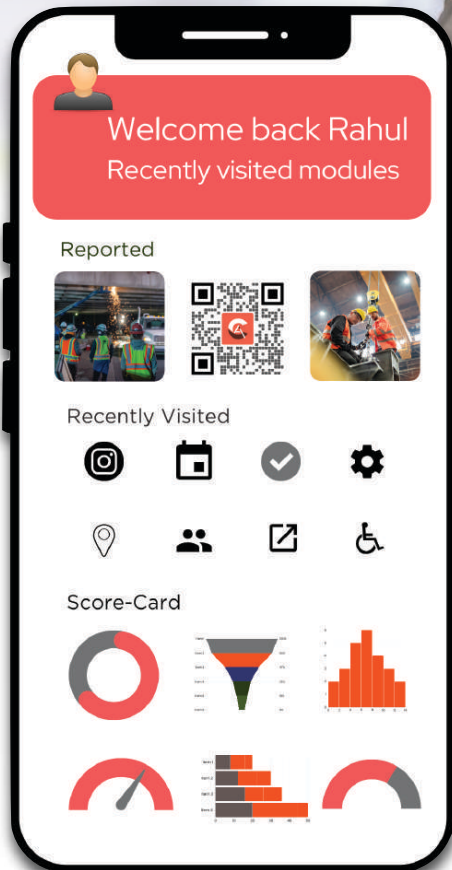 Welcome back Rahul
Recently visited modules
Reported
Recently Visited
Score-Card